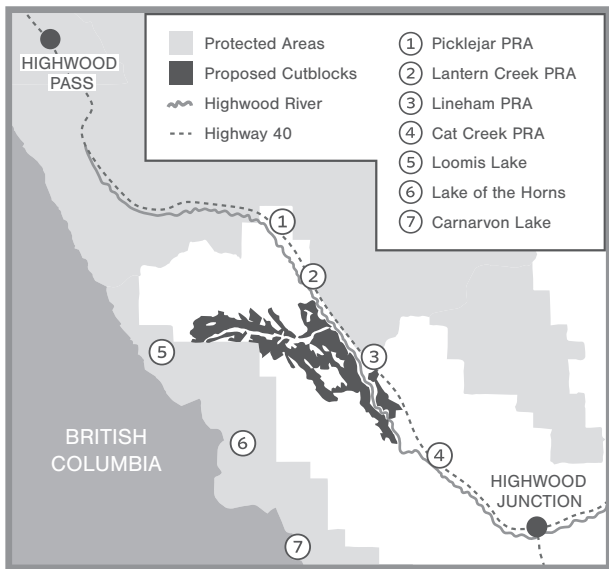 HIGHWOOD
PASS
Protected Areas
Proposed Cutblocks
Highwood River
Highway 40
1 Picklejar PRA
2 Lantern Creek PRA
3 Lineham PRA
4 Cat Creek PRA
5 Loomis Lake
6 Lake of the Horns
7 Carnarvon Lake
1
2
3
5
BRITISH
COLUMBIA
6
4
HIGHWOOD
JUNCTION
7